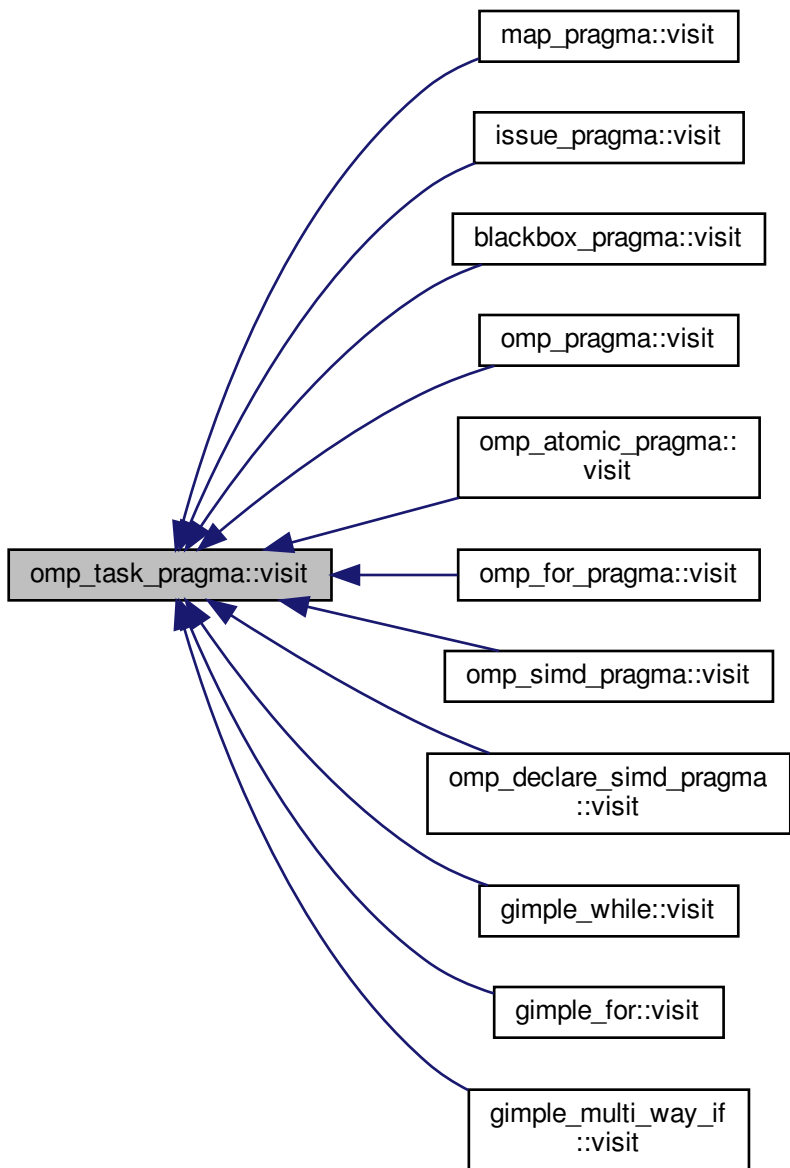 map_pragma::visit
issue_pragma::visit
blackbox_pragma::visit
omp_pragma::visit
omp_atomic_pragma::
visit
omp_task_pragma::visit
omp_for_pragma::visit
omp_simd_pragma::visit
omp_declare_simd_pragma
::visit
gimple_while::visit
gimple_for::visit
gimple_multi_way_if
::visit